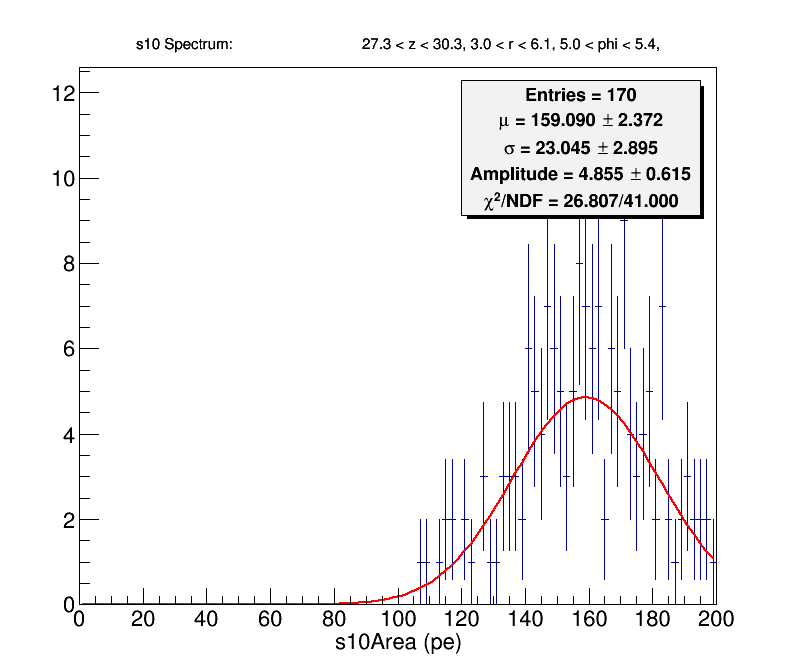 s10 Spectrum: 27.3 < z < 30.3, 3.0 < r < 6.1, 5.0 < phi < 5.4,
Entries = 170
μ = 159.090 ± 2.372
σ = 23.045 ± 2.895
Amplitude = 4.855 ± 0.615
χ²/NDF = 26.807/41.000
12
10
8
6
4
2
0
0 20 40 60 80 100 120 140 160 180 200
s10Area (pe)